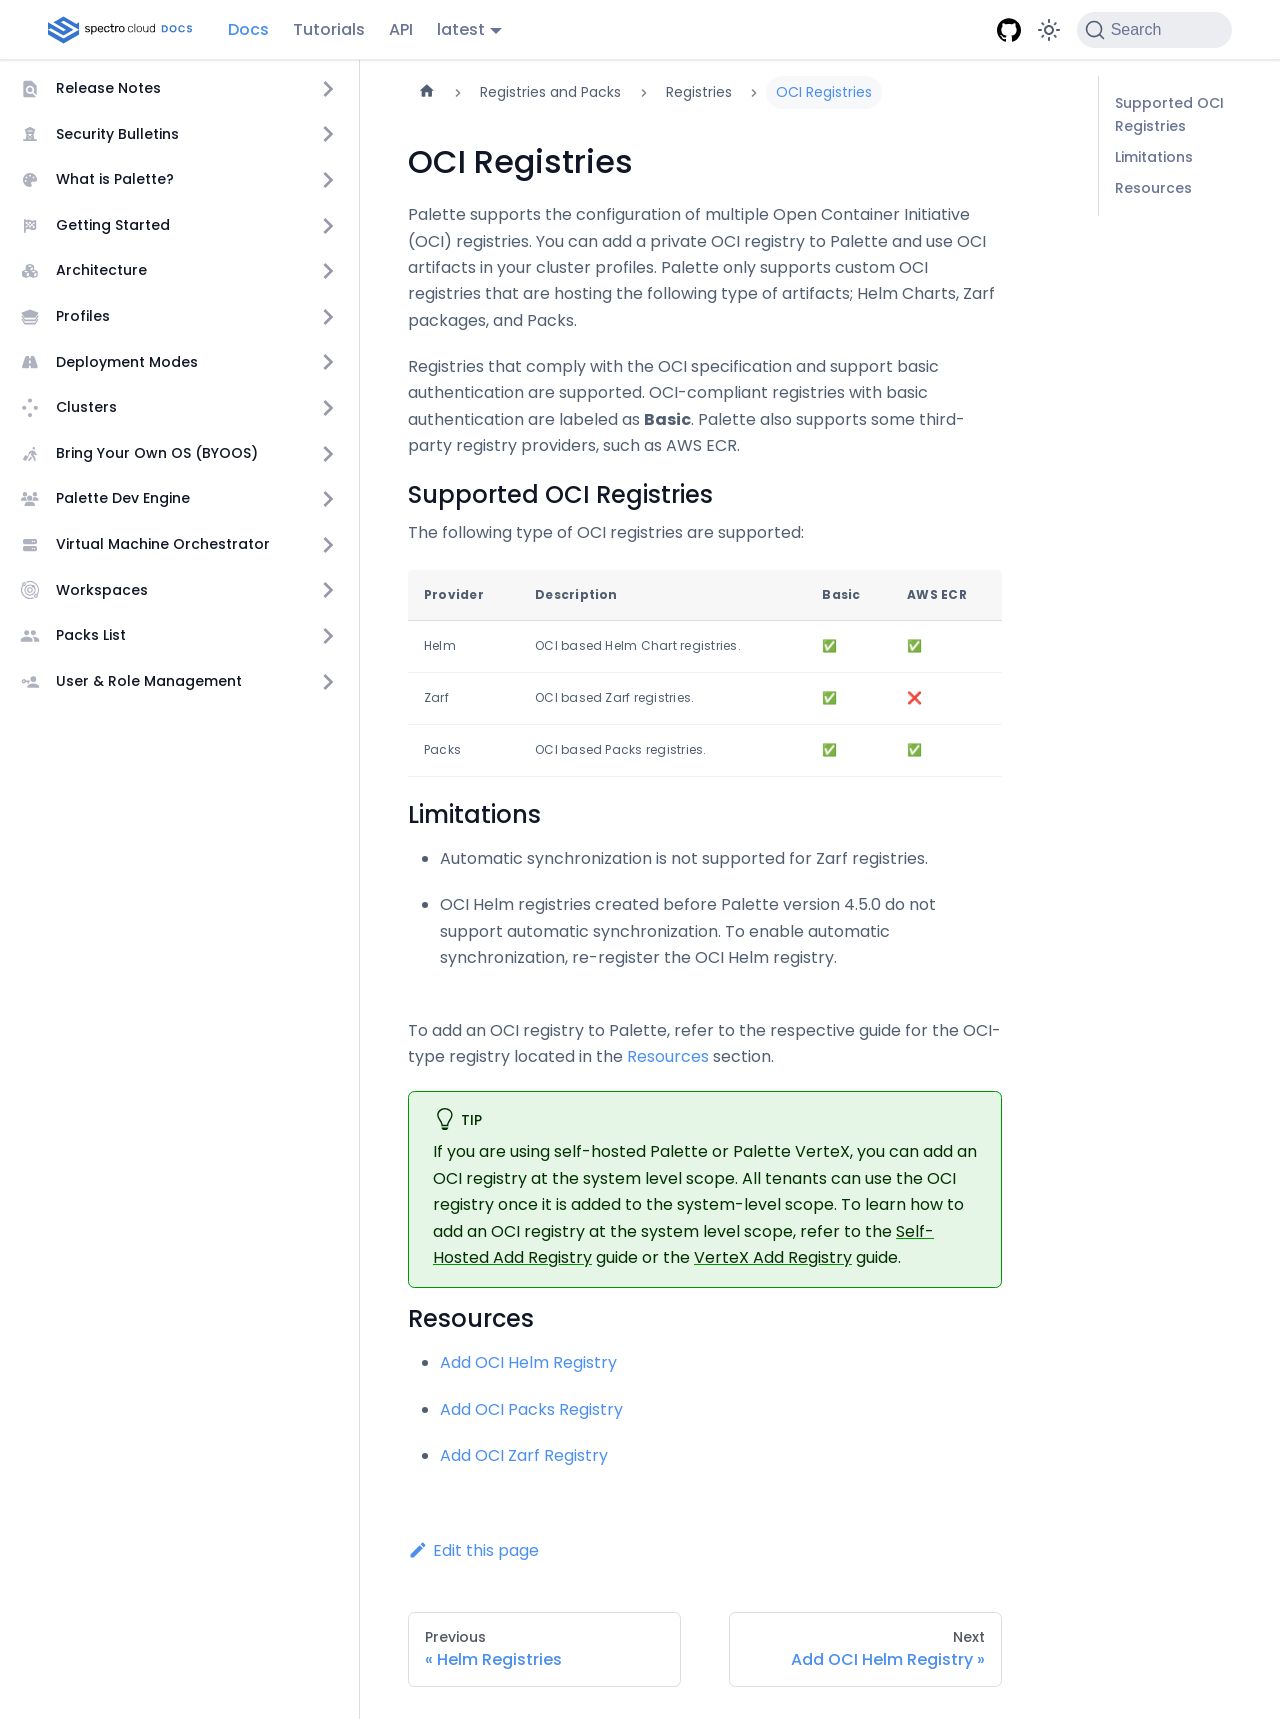 spectro cloud DOCS
Docs
Tutorials
API
latest
Search
Release Notes
Security Bulletins
What is Palette?
Getting Started
Architecture
Profiles
Deployment Modes
Clusters
Bring Your Own OS (BYOOS)
Palette Dev Engine
Virtual Machine Orchestrator
Workspaces
Packs List
User & Role Management
Registries and Packs
Registries
OCI Registries
OCI Registries
Palette supports the configuration of multiple Open Container Initiative
(OCI) registries. You can add a private OCI registry to Palette and use OCI
artifacts in your cluster profiles. Palette only supports custom OCI
registries that are hosting the following type of artifacts; Helm Charts, Zarf
packages, and Packs.
Registries that comply with the OCI specification and support basic
authentication are supported. OCI-compliant registries with basic
authentication are labeled as Basic. Palette also supports some third-
party registry providers, such as AWS ECR.
Supported OCI Registries
The following type of OCI registries are supported:
Provider Description Basic AWS ECR
Helm OCI based Helm Chart registries. ✅ ✅
Zarf OCI based Zarf registries. ✅ ❌
Packs OCI based Packs registries. ✅ ✅
Limitations
• Automatic synchronization is not supported for Zarf registries.
• OCI Helm registries created before Palette version 4.5.0 do not
support automatic synchronization. To enable automatic
synchronization, re-register the OCI Helm registry.
To add an OCI registry to Palette, refer to the respective guide for the OCI-
type registry located in the Resources section.
TIP
If you are using self-hosted Palette or Palette VerteX, you can add an
OCI registry at the system level scope. All tenants can use the OCI
registry once it is added to the system-level scope. To learn how to
add an OCI registry at the system level scope, refer to the Self-
Hosted Add Registry guide or the VerteX Add Registry guide.
Resources
• Add OCI Helm Registry
• Add OCI Packs Registry
• Add OCI Zarf Registry
Edit this page
Previous
« Helm Registries
Next
Add OCI Helm Registry »
Supported OCI
Registries
Limitations
Resources